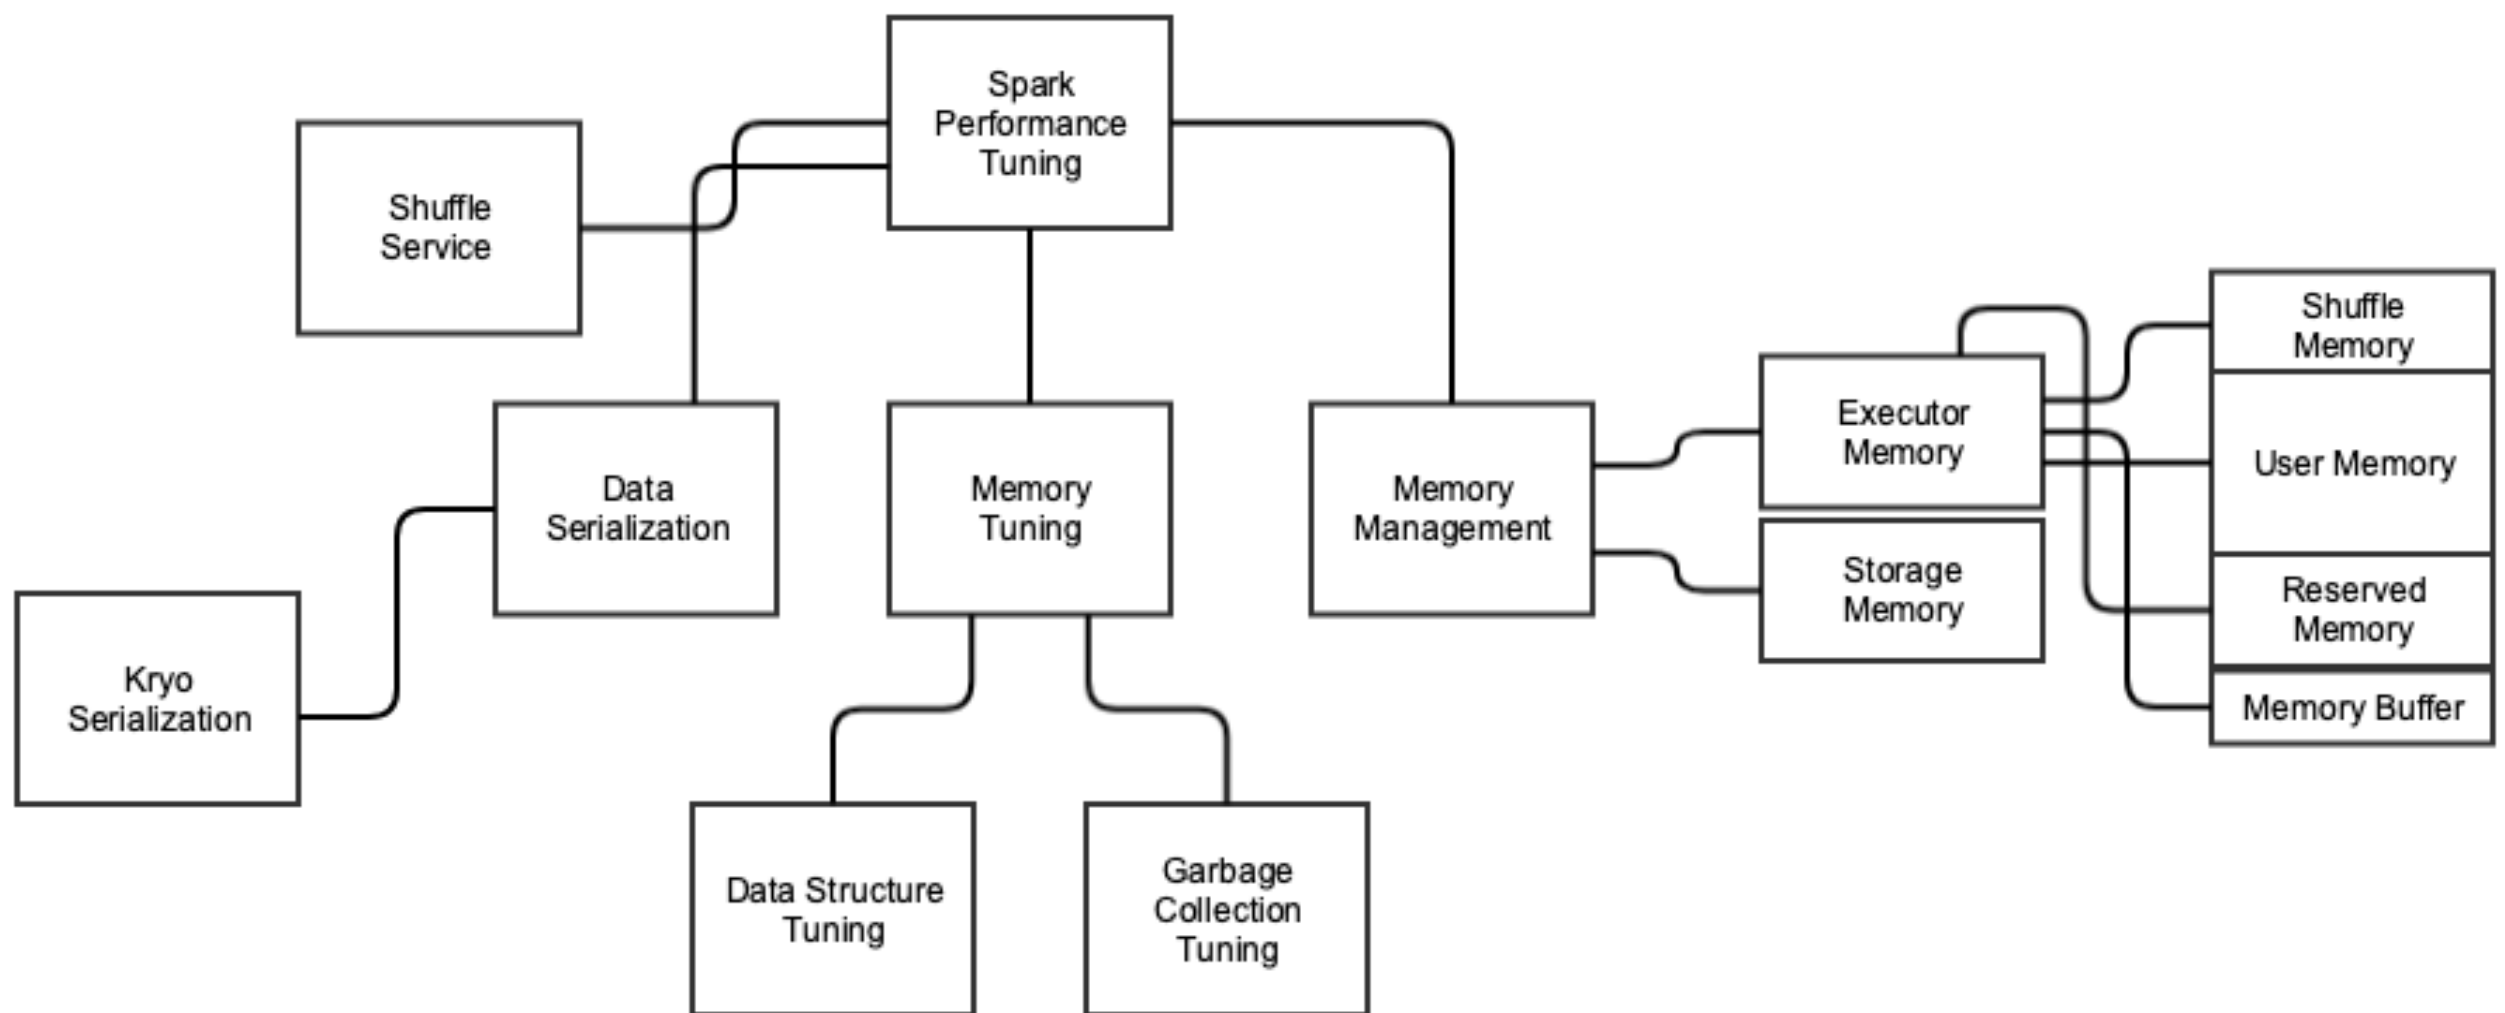 Spark
Performance
Tuning
Shuffle
Service
Data
Serialization
Memory
Tuning
Memory
Management
Executor
Memory
Storage
Memory
Shuffle
Memory
User Memory
Reserved
Memory
Memory Buffer
Kryo
Serialization
Data Structure
Tuning
Garbage
Collection
Tuning